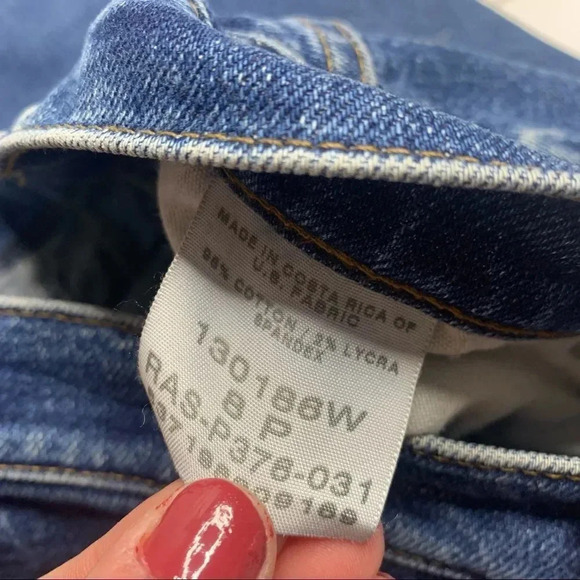 MADE IN COSTA RICA OF
U.S. FABRIC
98% COTTON / 2% LYCRA
SPANDEX
130186W
8 P
RAS-P378-031